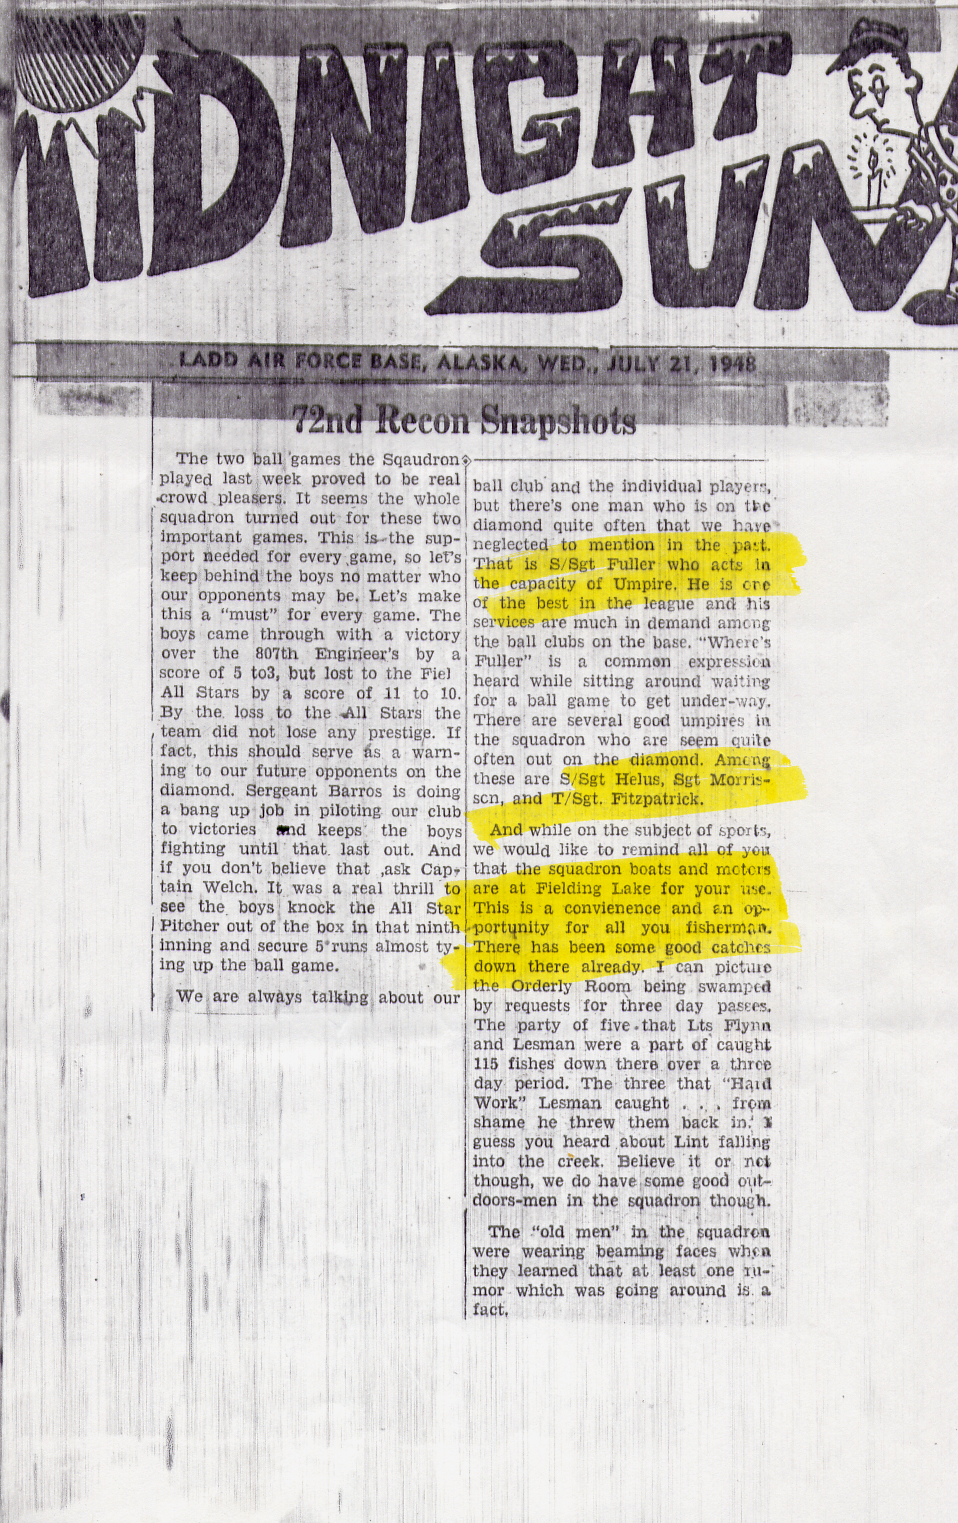 MIDNIGHT
SUN
LADD AIR FORCE BASE, ALASKA, WED., JULY 21, 1948
72nd Recon Snapshots
The two ball games the Sqaudron
played last week proved to be real
crowd pleasers. It seems the whole
squadron turned out for these two
important games. This is the sup-
port needed for every game, so let's
keep behind the boys no matter who
our opponents may be. Let's make
this a "must" for every game. The
boys came through with a victory
over the 807th Engineer's by a
score of 5 to3, but lost to the Fiel
All Stars by a score of 11 to 10.
By the loss to the All Stars the
team did not lose any prestige. If
fact, this should serve as a warn-
ing to our future opponents on the
diamond. Sergeant Barros is doing
a bang up job in piloting our club
to victories and keeps the boys
fighting until that last out. And
if you don't believe that ,ask Cap-
tain Welch. It was a real thrill to
see the boys knock the All Star
Pitcher out of the box in that ninth
inning and secure 5 runs almost ty-
ing up the ball game.
We are always talking about our
ball club and the individual players,
but there's one man who is on the
diamond quite often that we have
neglected to mention in the past.
That is S/Sgt Fuller who acts in
the capacity of Umpire. He is one
of the best in the league and his
services are much in demand among
the ball clubs on the base. "Where's
Fuller" is a common expression
heard while sitting around waiting
for a ball game to get under-way.
There are several good umpires in
the squadron who are seem quite
often out on the diamond. Among
these are S/Sgt Helus, Sgt Morris-
son, and T/Sgt. Fitzpatrick.
And while on the subject of sports,
we would like to remind all of you
that the squadron boats and motors
are at Fielding Lake for your use.
This is a convienence and an op-
portunity for all you fisherman.
There has been some good catches
down there already. I can picture
the Orderly Room being swamped
by requests for three day passes.
The party of five that Lts Flynn
and Lesman were a part of caught
115 fishes down there over a three
day period. The three that "Hard
Work" Lesman caught . . . from
shame he threw them back in. I
guess you heard about Lint falling
into the creek. Believe it or not
though, we do have some good out-
doors-men in the squadron though.
The "old men" in the squadron
were wearing beaming faces when
they learned that at least one ru-
mor which was going around is a
fact.